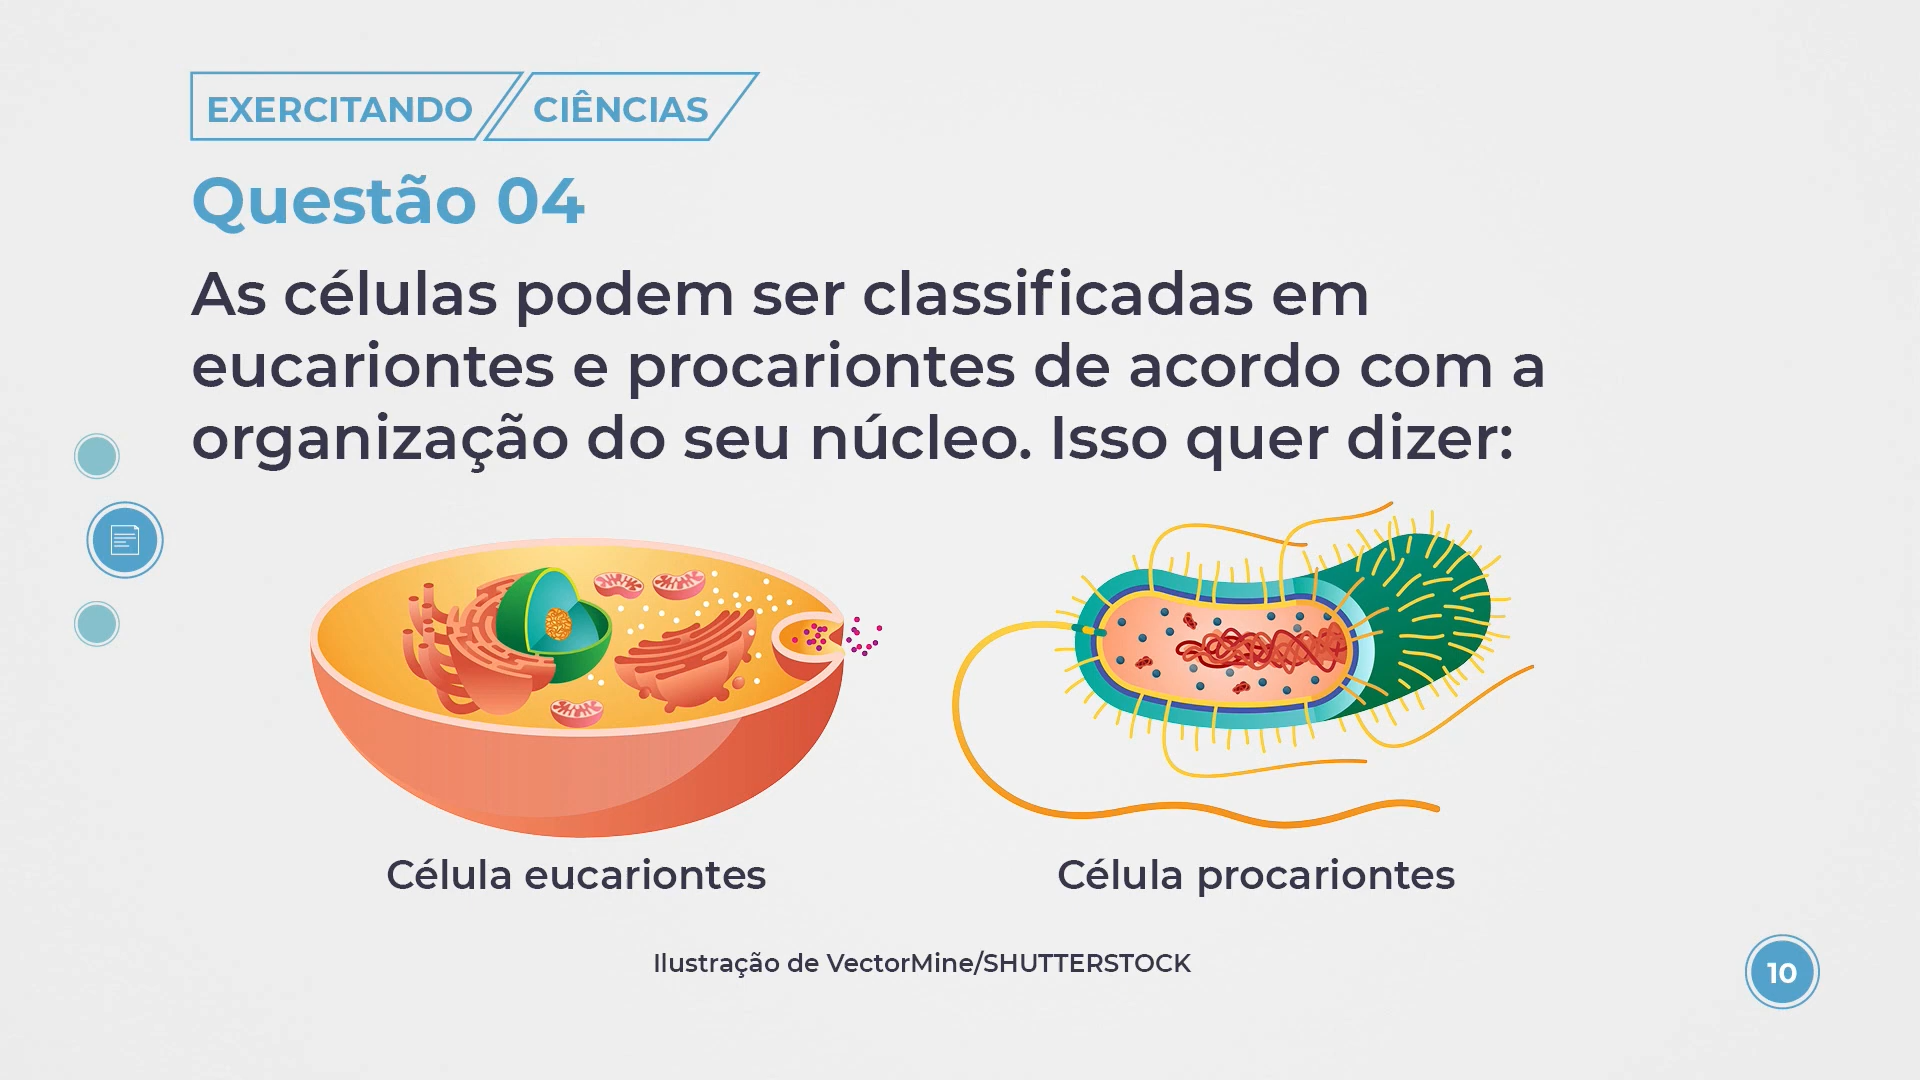 EXERCITANDO CIÊNCIAS
Questão 04
As células podem ser classificadas em
eucariontes e procariontes de acordo com a
organização do seu núcleo. Isso quer dizer:
Célula eucariontes
Célula procariontes
Ilustração de VectorMine/SHUTTERSTOCK
10